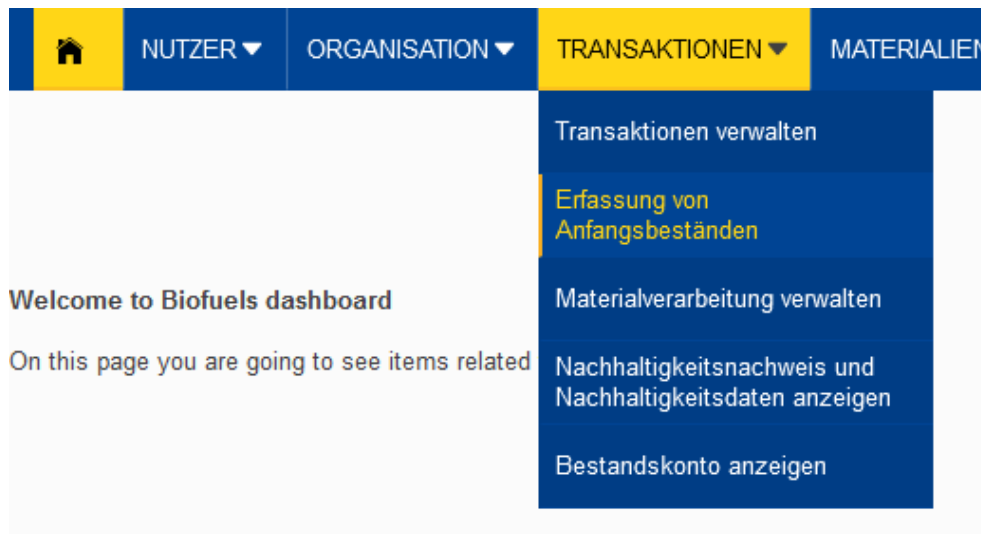 NUTZER ORGANISATION TRANSAKTIONEN MATERIALIEN
Transaktionen verwalten
Erfassung von
Anfangsbeständen
Welcome to Biofuels dashboard
Materialverarbeitung verwalten
On this page you are going to see items related
Nachhaltigkeitsnachweis und
Nachhaltigkeitsdaten anzeigen
Bestandskonto anzeigen